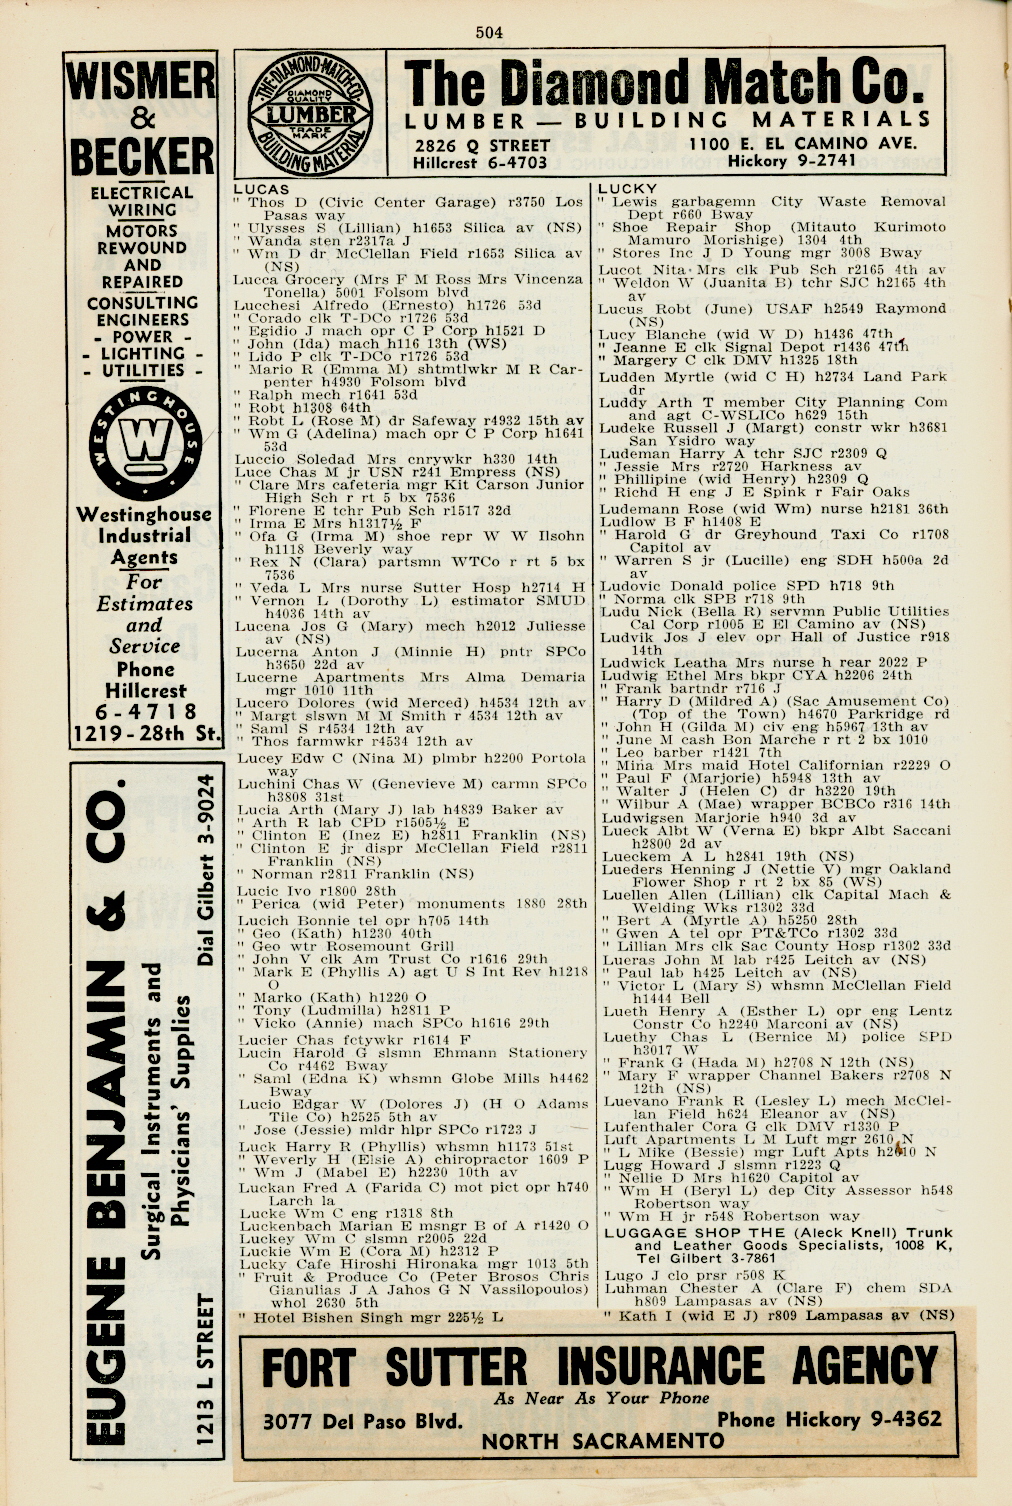 504
WISMER
&
BECKER
ELECTRICAL
WIRING
MOTORS
REWOUND
AND
REPAIRED
CONSULTING
ENGINEERS
- POWER -
- LIGHTING -
- UTILITIES -
WESTINGHOUSE
W
Westinghouse
Industrial
Agents
For
Estimates
and
Service
Phone
Hillcrest
6-4718
1219-28th St.
EUGENE BENJAMIN & CO.
Surgical Instruments and
Physicians' Supplies
1213 L STREET
Dial Gilbert 3-9024
THE-DIAMOND-MATCH-CO.
DIAMOND
QUALITY
LUMBER
TRADE
MARK
BUILDING MATERIAL
The Diamond Match Co.
LUMBER — BUILDING MATERIALS
2826 Q STREET
Hillcrest 6-4703
1100 E. EL CAMINO AVE.
Hickory 9-2741
LUCAS
" Thos D (Civic Center Garage) r3750 Los
Pasas way
" Ulysses S (Lillian) h1653 Silica av (NS)
" Wanda sten r2317a J
" Wm D dr McClellan Field r1653 Silica av
(NS)
Lucca Grocery (Mrs F M Ross Mrs Vincenza
Tonella) 5001 Folsom blvd
Lucchesi Alfredo (Ernesto) h1726 53d
" Corado clk T-DCo r1726 53d
" Egidio J mach opr C P Corp h1521 D
" John (Ida) mach h116 13th (WS)
" Lido P clk T-DCo r1726 53d
" Mario R (Emma M) shtmtlwkr M R Car-
penter h4930 Folsom blvd
" Ralph mech r1641 53d
" Robt h1308 64th
" Robt L (Rose M) dr Safeway r4932 15th av
" Wm G (Adelina) mach opr C P Corp h1641
53d
Luccio Soledad Mrs cnrywkr h330 14th
Luce Chas M jr USN r241 Empress (NS)
" Clare Mrs cafeteria mgr Kit Carson Junior
High Sch r rt 5 bx 7536
" Florene E tchr Pub Sch r1517 32d
" Irma E Mrs h1317½ F
" Ofa G (Irma M) shoe repr W W Ilsohn
h1118 Beverly way
" Rex N (Clara) partsmn WTCo r rt 5 bx
7536
" Veda L Mrs nurse Sutter Hosp h2714 H
" Vernon L (Dorothy L) estimator SMUD
h4036 14th av
Lucena Jos G (Mary) mech h2012 Juliesse
av (NS)
Lucerna Anton J (Minnie H) pntr SPCo
h3650 22d av
Lucerne Apartments Mrs Alma Demaria
mgr 1010 11th
Lucero Dolores (wid Merced) h4534 12th av
" Margt slswn M M Smith r 4534 12th av
" Saml S r4534 12th av
" Thos farmwkr r4534 12th av
Lucey Edw C (Nina M) plmbr h2200 Portola
way
Luchini Chas W (Genevieve M) carmn SPCo
h3808 31st
Lucia Arth (Mary J) lab h4839 Baker av
" Arth R lab CPD r1505½ E
" Clinton E (Inez E) h2811 Franklin (NS)
" Clinton E jr dispr McClellan Field r2811
Franklin (NS)
" Norman r2811 Franklin (NS)
Lucic Ivo r1800 28th
" Perica (wid Peter) monuments 1880 28th
Lucich Bonnie tel opr h705 14th
" Geo (Kath) h1230 40th
" Geo wtr Rosemount Grill
" John V clk Am Trust Co r1616 29th
" Mark E (Phyllis A) agt U S Int Rev h1218
O
" Marko (Kath) h1220 O
" Tony (Ludmilla) h2811 P
" Vicko (Annie) mach SPCo h1616 29th
Lucier Chas fctywkr r1614 F
Lucin Harold G slsmn Ehmann Stationery
Co r4462 Bway
" Saml (Edna K) whsmn Globe Mills h4462
Bway
Lucio Edgar W (Dolores J) (H O Adams
Tile Co) h2525 5th av
" Jose (Jessie) mldr hlpr SPCo r1723 J
Luck Harry R (Phyllis) whsmn h1173 51st
" Weverly H (Elsie A) chiropractor 1609 P
" Wm J (Mabel E) h2230 10th av
Luckan Fred A (Farida C) mot pict opr h740
Larch la
Lucke Wm C eng r1318 8th
Luckenbach Marian E msngr B of A r1420 O
Luckey Wm C slsmn r2005 22d
Luckie Wm E (Cora M) h2312 P
Lucky Cafe Hiroshi Hironaka mgr 1013 5th
" Fruit & Produce Co (Peter Brosos Chris
Gianulias J A Jahos G N Vassilopoulos)
whol 2630 5th
" Hotel Bishen Singh mgr 225½ L
LUCKY
" Lewis garbagemn City Waste Removal
Dept r660 Bway
" Shoe Repair Shop (Mitauto Kurimoto
Mamuro Morishige) 1304 4th
" Stores Inc J D Young mgr 3008 Bway
Lucot Nita Mrs clk Pub Sch r2165 4th av
" Weldon W (Juanita B) tchr SJC h2165 4th
av
Lucus Robt (June) USAF h2549 Raymond
(NS)
Lucy Blanche (wid W D) h1436 47th
" Jeanne E clk Signal Depot r1436 47th
" Margery C clk DMV h1325 18th
Ludden Myrtle (wid C H) h2734 Land Park
dr
Luddy Arth T member City Planning Com
and agt C-WSLICo h629 15th
Ludeke Russell J (Margt) constr wkr h3681
San Ysidro way
Ludeman Harry A tchr SJC r2309 Q
" Jessie Mrs r2720 Harkness av
" Phillipine (wid Henry) h2309 Q
" Richd H eng J E Spink r Fair Oaks
Ludemann Rose (wid Wm) nurse h2181 36th
Ludlow B F h1408 E
" Harold G dr Greyhound Taxi Co r1708
Capitol av
" Warren S jr (Lucille) eng SDH h500a 2d
av
Ludovic Donald police SPD h718 9th
" Norma clk SPB r718 9th
Ludu Nick (Bella R) servmn Public Utilities
Cal Corp r1005 E El Camino av (NS)
Ludvik Jos J elev opr Hall of Justice r918
14th
Ludwick Leatha Mrs nurse h rear 2022 P
Ludwig Ethel Mrs bkpr CYA h2206 24th
" Frank bartndr r716 J
" Harry D (Mildred A) (Sac Amusement Co)
(Top of the Town) h4670 Parkridge rd
" John H (Gilda M) civ eng h5967 13th av
" June M cash Bon Marche r rt 2 bx 1010
" Leo barber r1421 7th
" Mina Mrs maid Hotel Californian r2229 O
" Paul F (Marjorie) h5948 13th av
" Walter J (Helen C) dr h3220 19th
" Wilbur A (Mae) wrapper BCBCo r316 14th
Ludwigsen Marjorie h940 3d av
Lueck Albt W (Verna E) bkpr Albt Saccani
h2800 2d av
Lueckem A L h2841 19th (NS)
Lueders Henning J (Nettie V) mgr Oakland
Flower Shop r rt 2 bx 85 (WS)
Luellen Allen (Lillian) clk Capital Mach &
Welding Wks r1302 33d
" Bert A (Myrtle A) h5250 28th
" Gwen A tel opr PT&TCo r1302 33d
" Lillian Mrs clk Sac County Hosp r1302 33d
Lueras John M lab r425 Leitch av (NS)
" Paul lab h425 Leitch av (NS)
" Victor L (Mary S) whsmn McClellan Field
h1444 Bell
Lueth Henry A (Esther L) opr eng Lentz
Constr Co h2240 Marconi av (NS)
Luethy Chas L (Bernice M) police SPD
h3017 W
" Frank G (Hada M) h2708 N 12th (NS)
" Mary F wrapper Channel Bakers r2708 N
12th (NS)
Luevano Frank R (Lesley L) mech McClel-
lan Field h624 Eleanor av (NS)
Lufenthaler Cora G clk DMV r1330 P
Luft Apartments L M Luft mgr 2610 N
" L Mike (Bessie) mgr Luft Apts N
Lugg Howard J slsmn r1223 Q
" Nellie D Mrs h1620 Capitol av
" Wm H (Beryl L) dep City Assessor h548
Robertson way
" Wm H jr r548 Robertson way
LUGGAGE SHOP THE (Aleck Knell) Trunk
and Leather Goods Specialists, 1008 K,
Tel Gilbert 3-7861
Lugo J clo prsr r508 K
Luhman Chester A (Clare F) chem SDA
h809 Lampasas av (NS)
" Kath I (wid E J) r809 Lampasas av (NS)
FORT SUTTER INSURANCE AGENCY
As Near As Your Phone
3077 Del Paso Blvd.
Phone Hickory 9-4362
NORTH SACRAMENTO